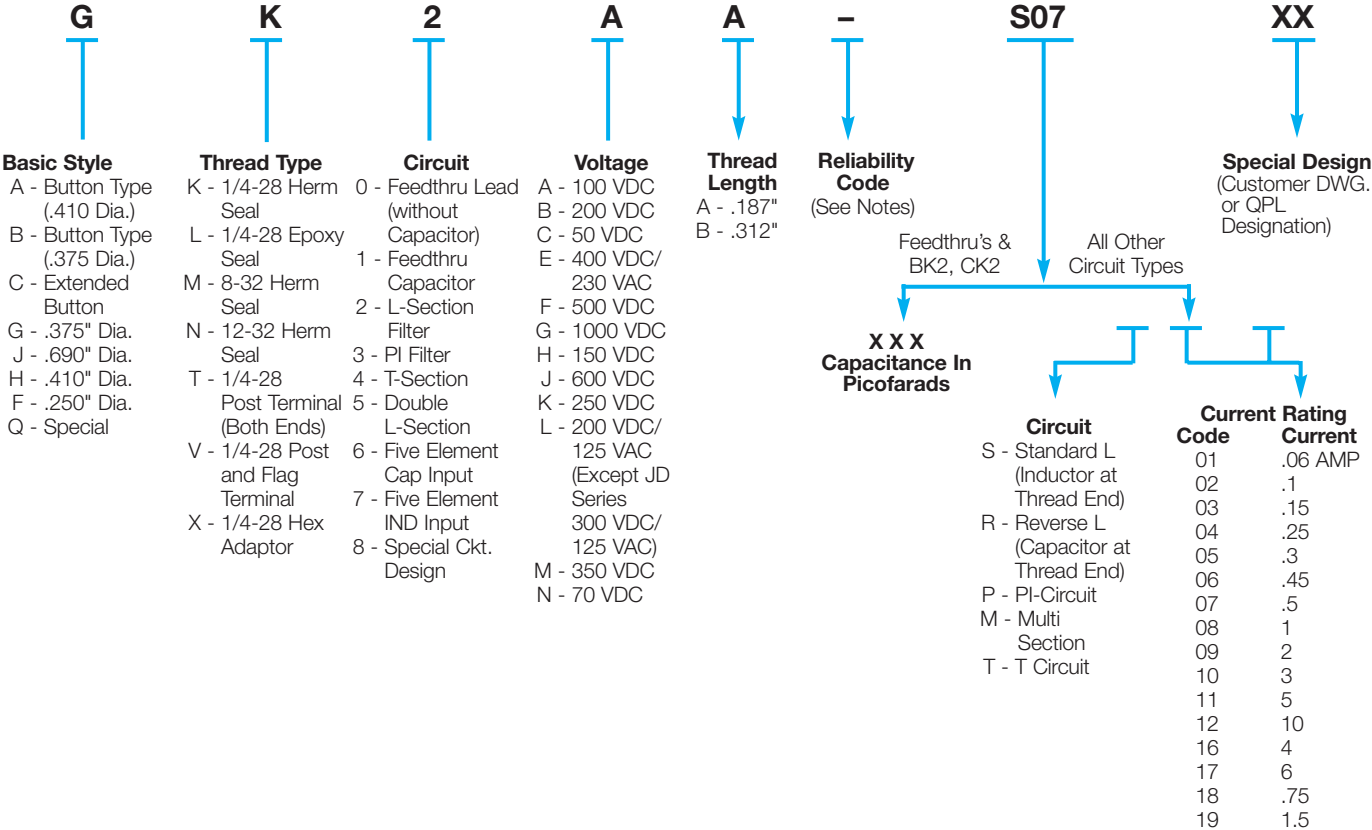 G K 2 A A – S07 XX
Basic Style
A - Button Type
(.410 Dia.)
B - Button Type
(.375 Dia.)
C - Extended
Button
G - .375" Dia.
J - .690" Dia.
H - .410" Dia.
F - .250" Dia.
Q - Special
Thread Type
K - 1/4-28 Herm
Seal
L - 1/4-28 Epoxy
Seal
M - 8-32 Herm
Seal
N - 12-32 Herm
Seal
T - 1/4-28
Post Terminal
(Both Ends)
V - 1/4-28 Post
and Flag
Terminal
X - 1/4-28 Hex
Adaptor
Circuit
0 - Feedthru Lead
(without
Capacitor)
1 - Feedthru
Capacitor
2 - L-Section
Filter
3 - PI Filter
4 - T-Section
5 - Double
L-Section
6 - Five Element
Cap Input
7 - Five Element
IND Input
8 - Special Ckt.
Design
Voltage
A - 100 VDC
B - 200 VDC
C - 50 VDC
E - 400 VDC/
230 VAC
F - 500 VDC
G - 1000 VDC
H - 150 VDC
J - 600 VDC
K - 250 VDC
L - 200 VDC/
125 VAC
(Except JD
Series
300 VDC/
125 VAC)
M - 350 VDC
N - 70 VDC
Thread
Length
A - .187"
B - .312"
Reliability
Code
(See Notes)
Feedthru's &
BK2, CK2
All Other
Circuit Types
X X X
Capacitance In
Picofarads
Circuit
S - Standard L
(Inductor at
Thread End)
R - Reverse L
(Capacitor at
Thread End)
P - PI-Circuit
M - Multi
Section
T - T Circuit
Current Rating
Code Current
01 .06 AMP
02 .1
03 .15
04 .25
05 .3
06 .45
07 .5
08 1
09 2
10 3
11 5
12 10
16 4
17 6
18 .75
19 1.5
Special Design
(Customer DWG.
or QPL
Designation)